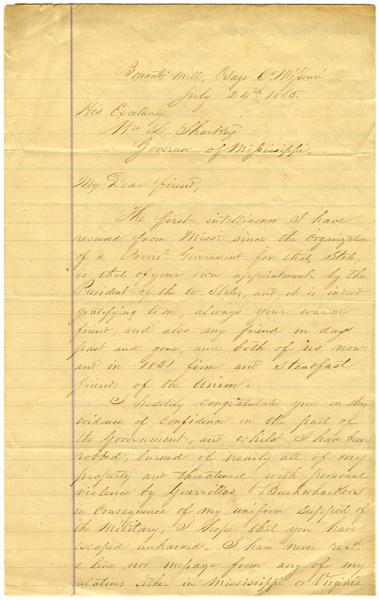 Bennetts Mill, Osage Co Missouri
July 24th 1865.
His Excelancy
Wm L. Sharkey
Governor of Mississippi,
My Dear friend,
The first intelligence I have
received from Missi. since the Organization
of a Provis. Government for that State,
is that of your own appointment by the
President of the U. States, and it is indeed
gratifying to me, always your warm
friend, and also my friend in days
past and gone, and both of us now
and in 1851 firm and steadfast
friends of the Union.
I heartily congratulate you on this
evidence of Confidence on the part of
the Government, and whilst I have been
robbed, burned of nearly all of my
property and threatened with personal
violence by Guerrillas & Bushwhackers
in Consequence of my uniform support of
the Military, I hope that you have
escaped unharmed. I have never recd
a line nor message from any of my
relatives either in Mississippi or Virginia